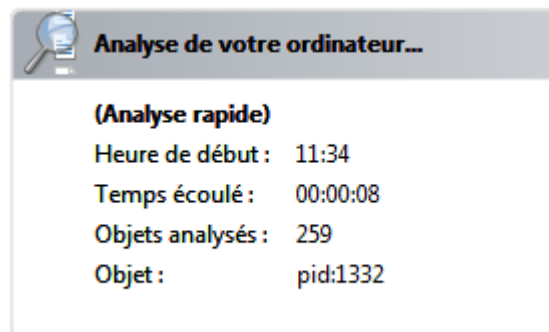 Analyse de votre ordinateur...
(Analyse rapide)
Heure de début : 11:34
Temps écoulé : 00:00:08
Objets analysés : 259
Objet : pid:1332